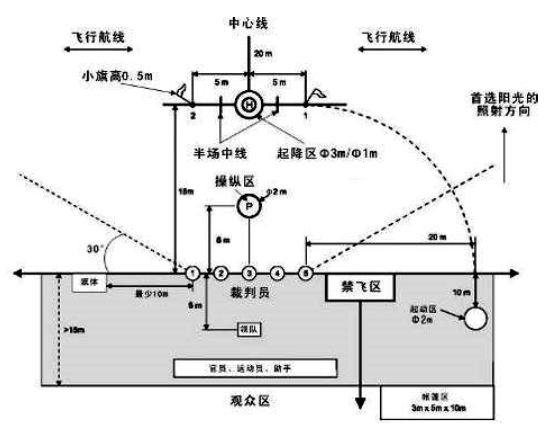 中心线
飞行航线
飞行航线
20m
小旗高0.5m
5m
5m
首选阳光的
照射方向
H
2
1
半场中线
起降区Φ3m/Φ1m
操纵区
Φ2m
P
15m
6m
30°
20m
1
2
3
4
5
媒体
最少10m
裁判员
禁飞区
10m
6m
起动区
Φ2m
>15m
领队
官员、运动员、助手
观众区
帐篷区
3m x 5m x 10m